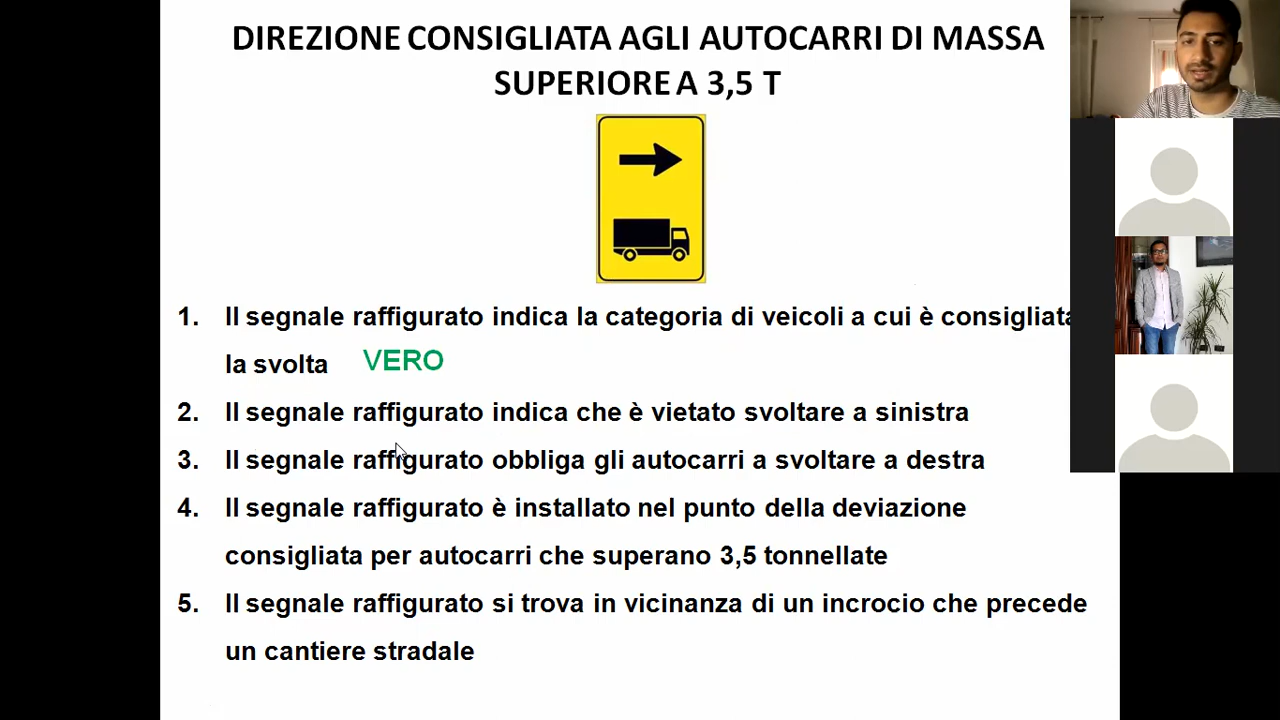 DIREZIONE CONSIGLIATA AGLI AUTOCARRI DI MASSA
SUPERIORE A 3,5 T
1. Il segnale raffigurato indica la categoria di veicoli a cui è consigliata
la svolta VERO
2. Il segnale raffigurato indica che è vietato svoltare a sinistra
3. Il segnale raffigurato obbliga gli autocarri a svoltare a destra
4. Il segnale raffigurato è installato nel punto della deviazione
consigliata per autocarri che superano 3,5 tonnellate
5. Il segnale raffigurato si trova in vicinanza di un incrocio che precede
un cantiere stradale